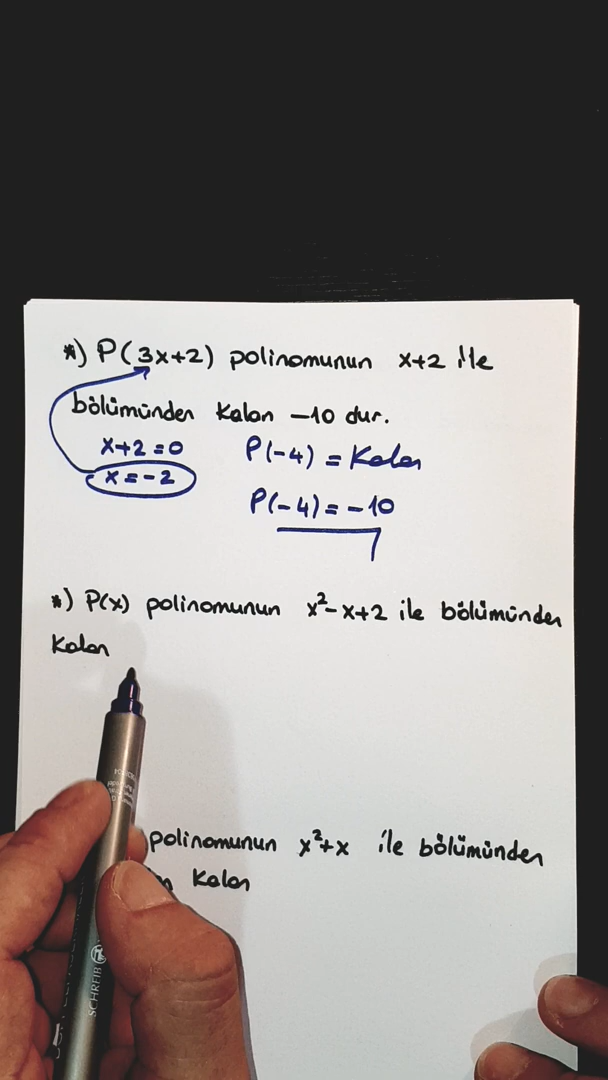 *) P(3x+2) polinomunun x+2 ile
bölümünden Kalan -10 dur.
x+2=0 P(-4) = Kalan
x=-2
P(-4)=-10
*) P(x) polinomunun x²-x+2 ile bölümünden
Kalan
polinomunun x²+x ile bölümünden
Kalan
SCHREIB